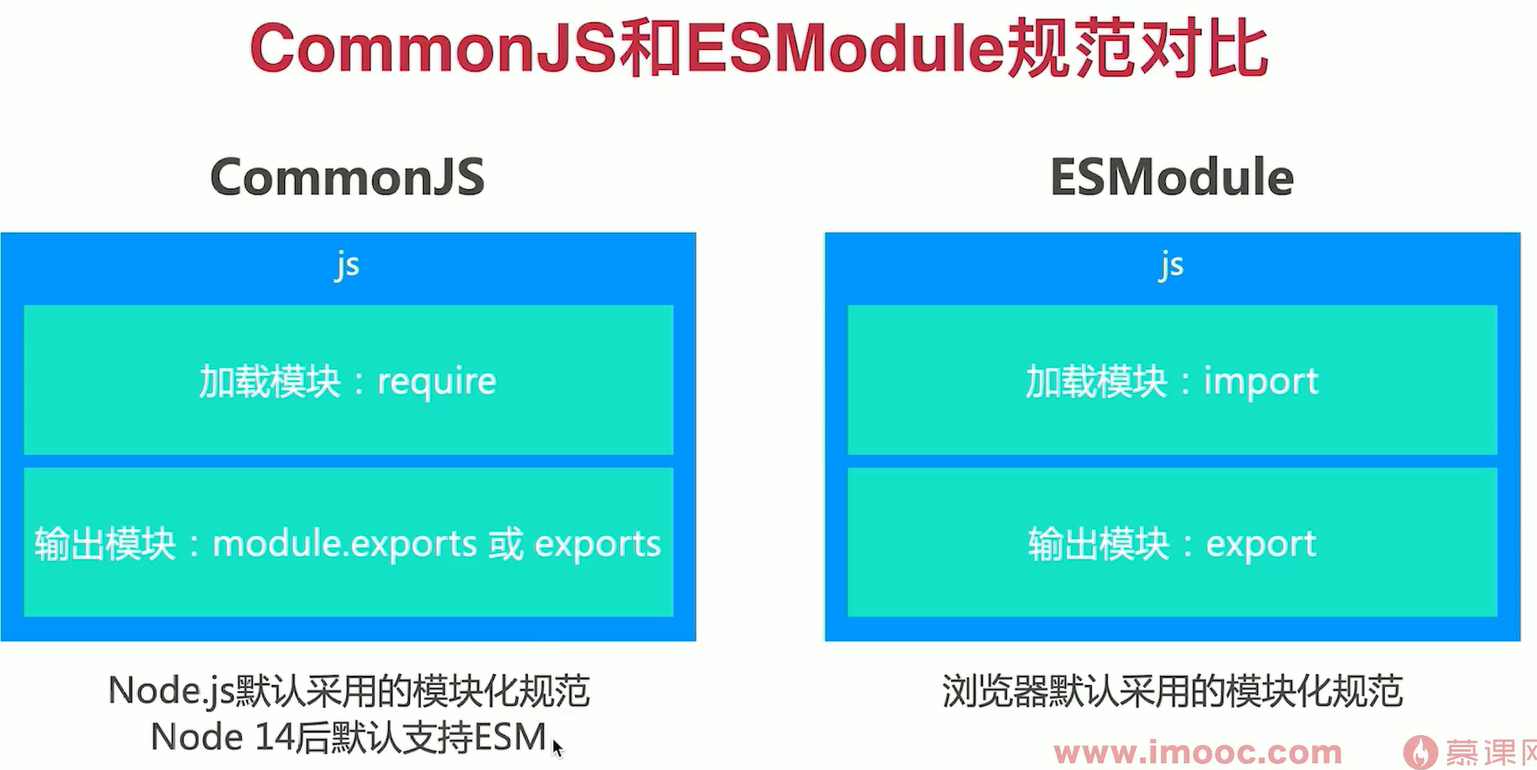 CommonJS和ESModule规范对比
CommonJS
js
加载模块：require
输出模块：module.exports 或 exports
Node.js默认采用的模块化规范
Node 14后默认支持ESM
ESModule
js
加载模块：import
输出模块：export
浏览器默认采用的模块化规范
www.imooc.com
慕课网